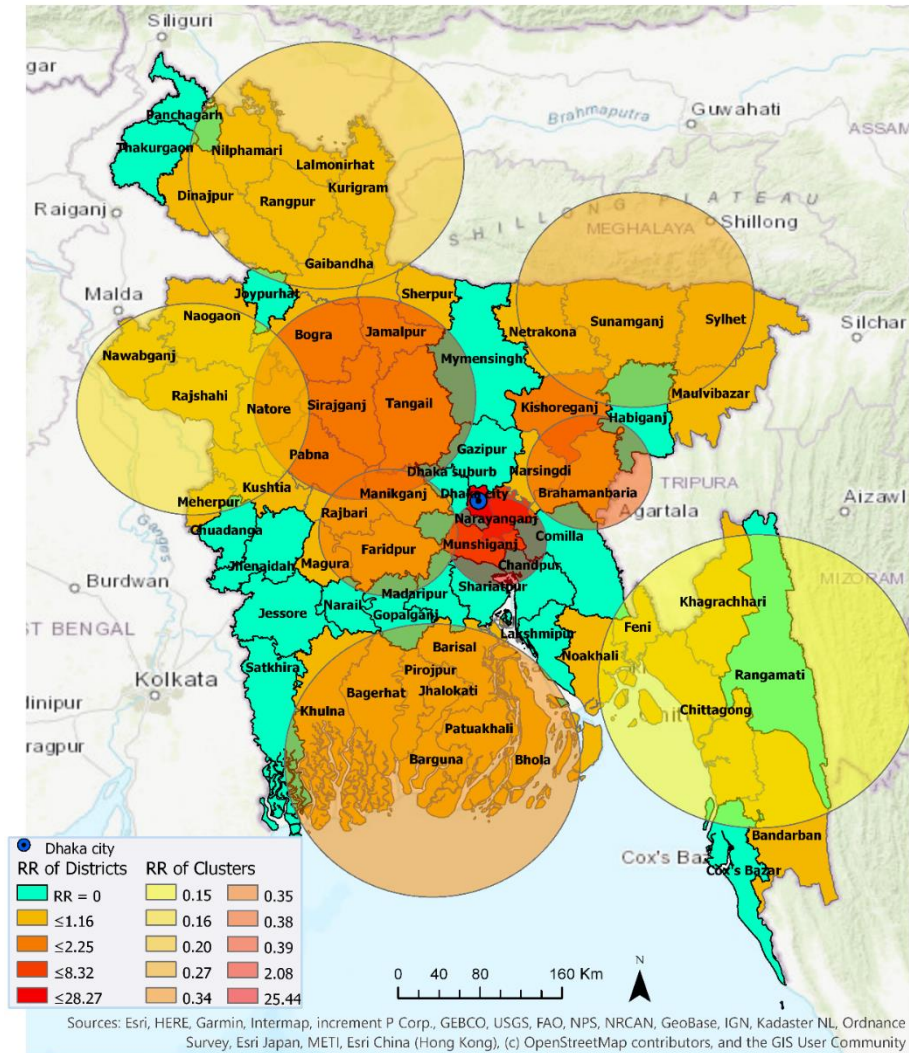 Siliguri
gar
Panchagarh
Guwahati
Brahmaputra
ASSAM
Thakurgaon
Nilphamari
Lalmonirhat
Kurigram
Dinajpur
Rangpur
Raiganj
SHILLONG PLATEAU
Shillong
MEGHALAYA
Gaibandha
Malda
Joypurhat
Sherpur
Naogaon
Bogra
Jamalpur
Netrakona
Sunamganj
Sylhet
Silchar
Nawabganj
Mymensingh
Rajshahi
Natore
Sirajganj
Tangail
Kishoreganj
Maulvibazar
Habiganj
Pabna
Gazipur
Dhaka suburb
Narsingdi
Kushtia
Manikganj
Dhaka city
Brahamanbaria
TRIPURA
Meherpur
Rajbari
Narayanganj
Agartala
Aizawl
Chuadanga
Faridpur
Munshiganj
Comilla
Ganges
Jhenaidah
Magura
Chandpur
MIZORAM
Burdwan
Madaripur
Shariatpur
Khagrachhari
Jessore
Narail
Gopalganj
Feni
ST BENGAL
Lakshmipur
Noakhali
Satkhira
Barisal
Rangamati
Kolkata
Pirojpur
Bagerhat
Jhalokati
Khulna
Chittagong
dinipur
Patuakhali
ragpur
Barguna
Bhola
Bandarban
Cox's Baz
Cox's Bazar
Dhaka city
RR of Districts
RR = 0
≤1.16
≤2.25
≤8.32
≤28.27
RR of Clusters
0.15
0.16
0.20
0.27
0.34
0.35
0.38
0.39
2.08
25.44
0 40 80 160 Km
N
Sources: Esri, HERE, Garmin, Intermap, increment P Corp., GEBCO, USGS, FAO, NPS, NRCAN, GeoBase, IGN, Kadaster NL, Ordnance
Survey, Esri Japan, METI, Esri China (Hong Kong), (c) OpenStreetMap contributors, and the GIS User Community